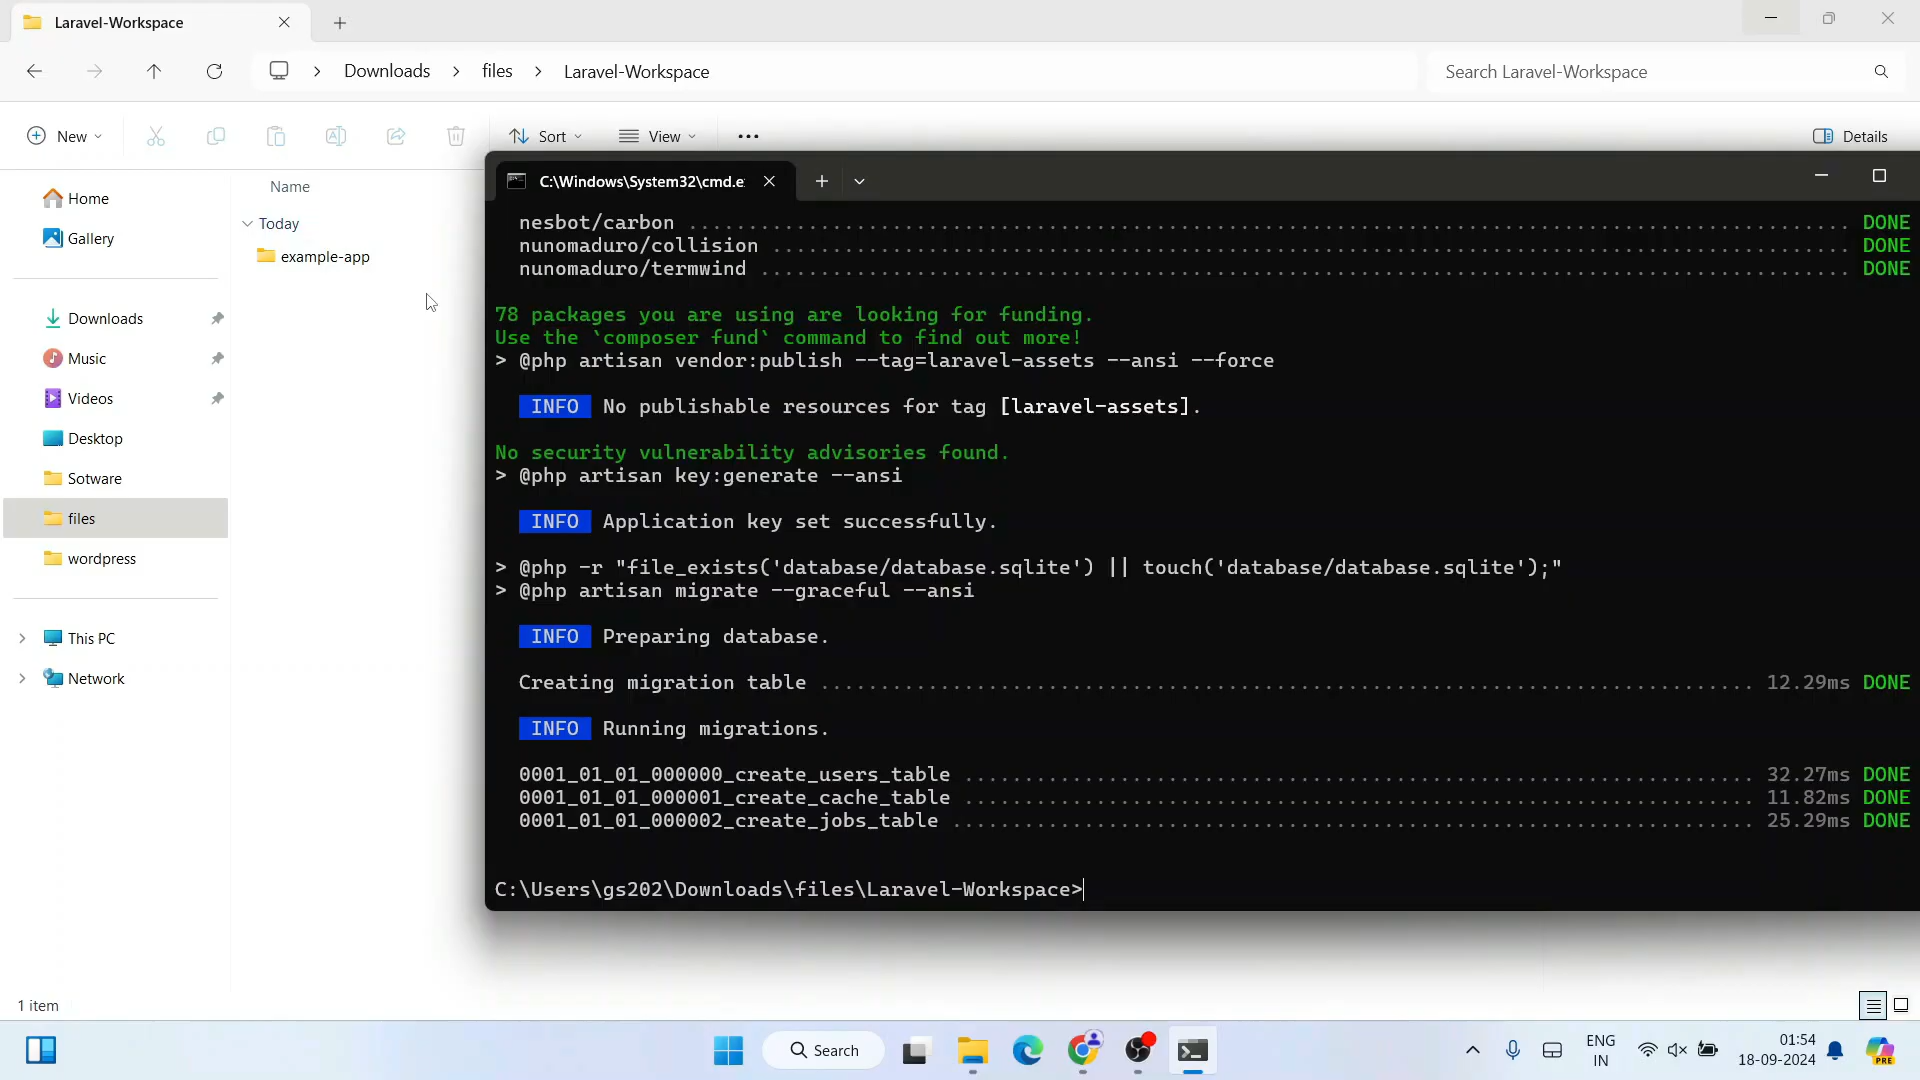 Laravel-Workspace
Downloads
files
Laravel-Workspace
Search Laravel-Workspace
New
Sort
View
Details
Home
Gallery
Downloads
Music
Videos
Desktop
Sotware
files
wordpress
This PC
Network
Name
Today
example-app
C:\Windows\System32\cmd.e
nesbot/carbon ................................................................................................. DONE
nunomaduro/collision .......................................................................................... DONE
nunomaduro/termwind ........................................................................................... DONE
78 packages you are using are looking for funding.
Use the `composer fund` command to find out more!
> @php artisan vendor:publish --tag=laravel-assets --ansi --force
INFO No publishable resources for tag [laravel-assets].
No security vulnerability advisories found.
> @php artisan key:generate --ansi
INFO Application key set successfully.
> @php -r "file_exists('database/database.sqlite') || touch('database/database.sqlite');"
> @php artisan migrate --graceful --ansi
INFO Preparing database.
Creating migration table .............................................................................. 12.29ms DONE
INFO Running migrations.
0001_01_01_000000_create_users_table .................................................................. 32.27ms DONE
0001_01_01_000001_create_cache_table .................................................................. 11.82ms DONE
0001_01_01_000002_create_jobs_table ................................................................... 25.29ms DONE
C:\Users\gs202\Downloads\files\Laravel-Workspace>
1 item
Search
ENG
IN
01:54
18-09-2024
PRE